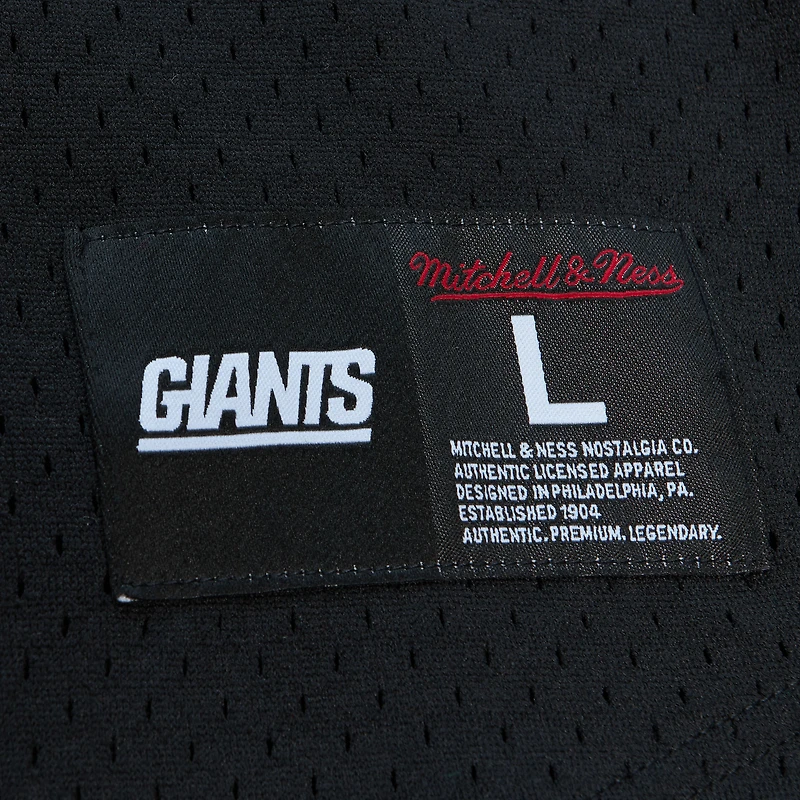 GIANTS
Mitchell & Ness
L
MITCHELL & NESS NOSTALGIA CO.
AUTHENTIC LICENSED APPAREL
DESIGNED IN PHILADELPHIA, PA.
ESTABLISHED 1904
AUTHENTIC. PREMIUM. LEGENDARY.